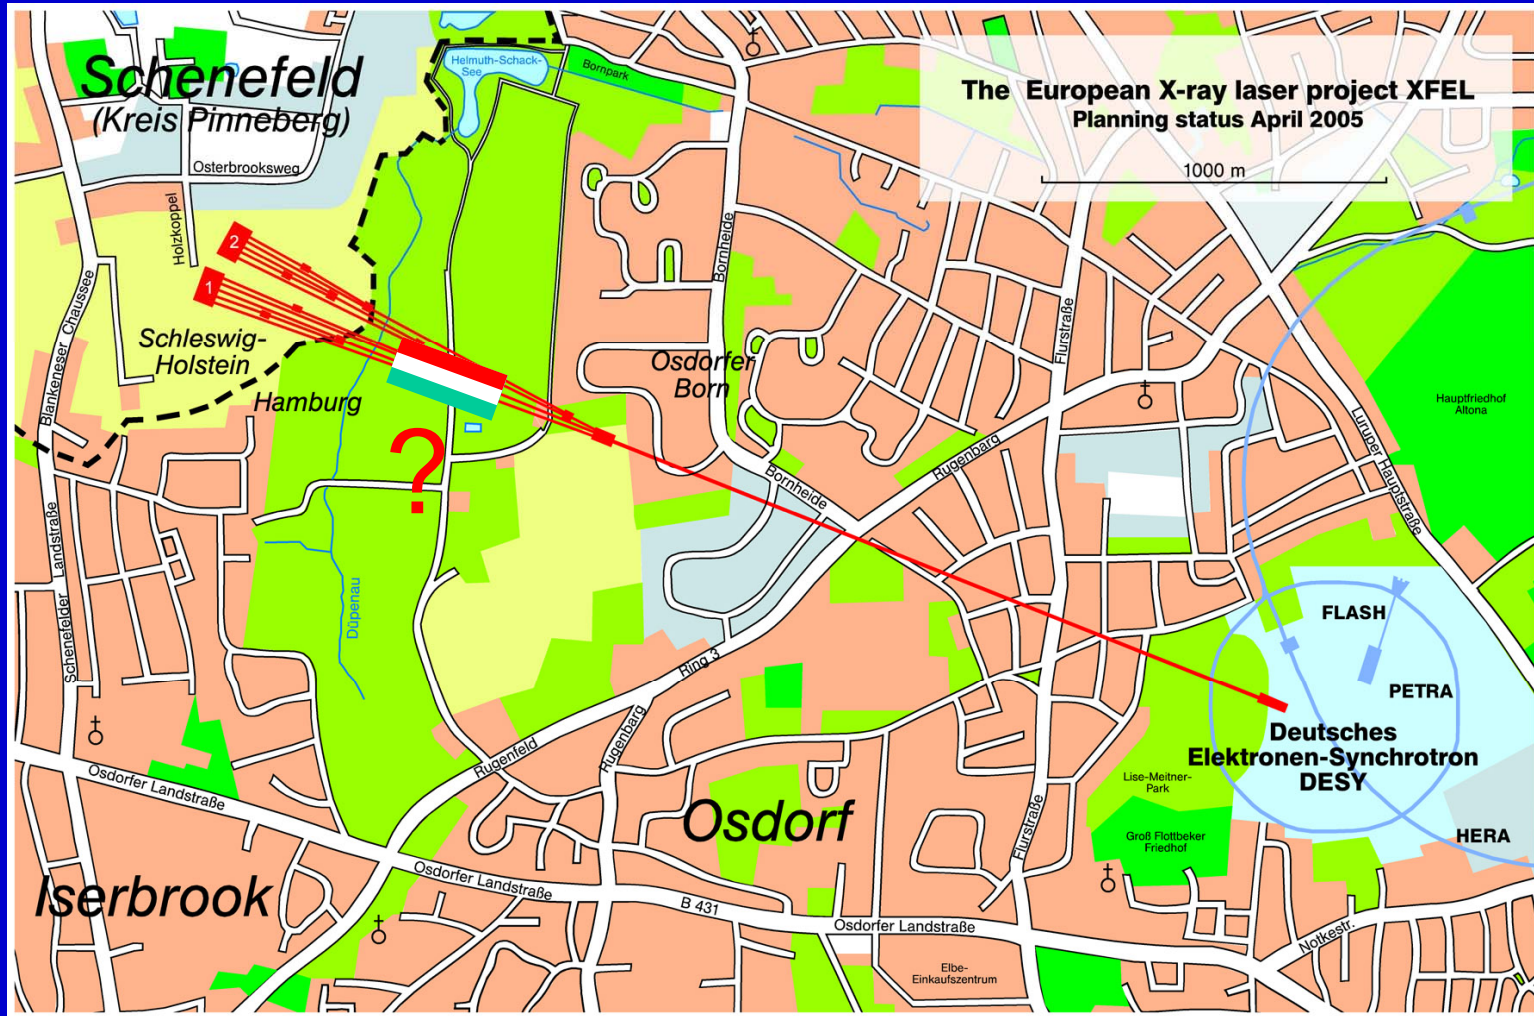 Schenefeld
(Kreis Pinneberg)
Helmuth-Schack-
See
Bornpark
The European X-ray laser project XFEL
Planning status April 2005
1000 m
Osterbrooksweg
Holzkoppel
2
1
Blankeneser Chaussee
Schleswig-
Holstein
Hamburg
?
Bornheide
Osdorfer
Born
Flurstraße
Hauptfriedhof
Altona
Luruper Hauptstraße
Rugenbarg
Bornheide
Schenefelder Landstraße
Düpenau
Ring 3
FLASH
PETRA
Deutsches
Elektronen-Synchrotron
DESY
HERA
Lise-Meitner-
Park
Groß Flottbeker
Friedhof
Flurstraße
Rugenfeld
Rugenbarg
Osdorf
Osdorfer Landstraße
Iserbrook
Osdorfer Landstraße
B 431
Osdorfer Landstraße
Notkestr.
Elbe-
Einkaufszentrum